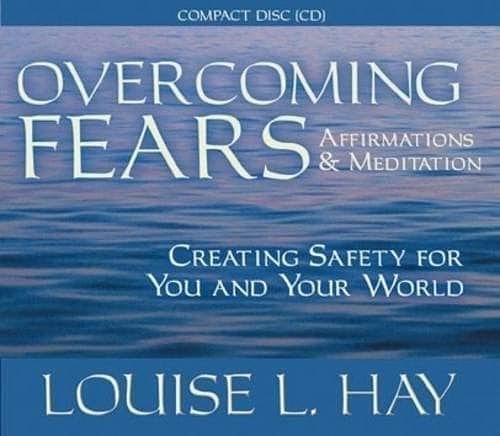 COMPACT DISC (CD)
OVERCOMING
FEARS
AFFIRMATIONS
& MEDITATION
CREATING SAFETY FOR
YOU AND YOUR WORLD
LOUISE L. HAY